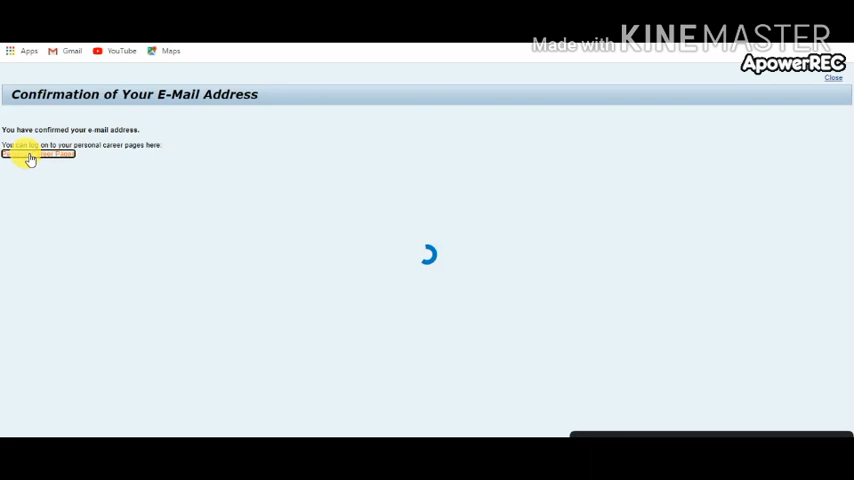 Made with KINEMASTER
Apps Gmail YouTube Maps
ApowerREC
Close
Confirmation of Your E-Mail Address
You have confirmed your e-mail address.
You can log on to your personal career pages here:
Pages